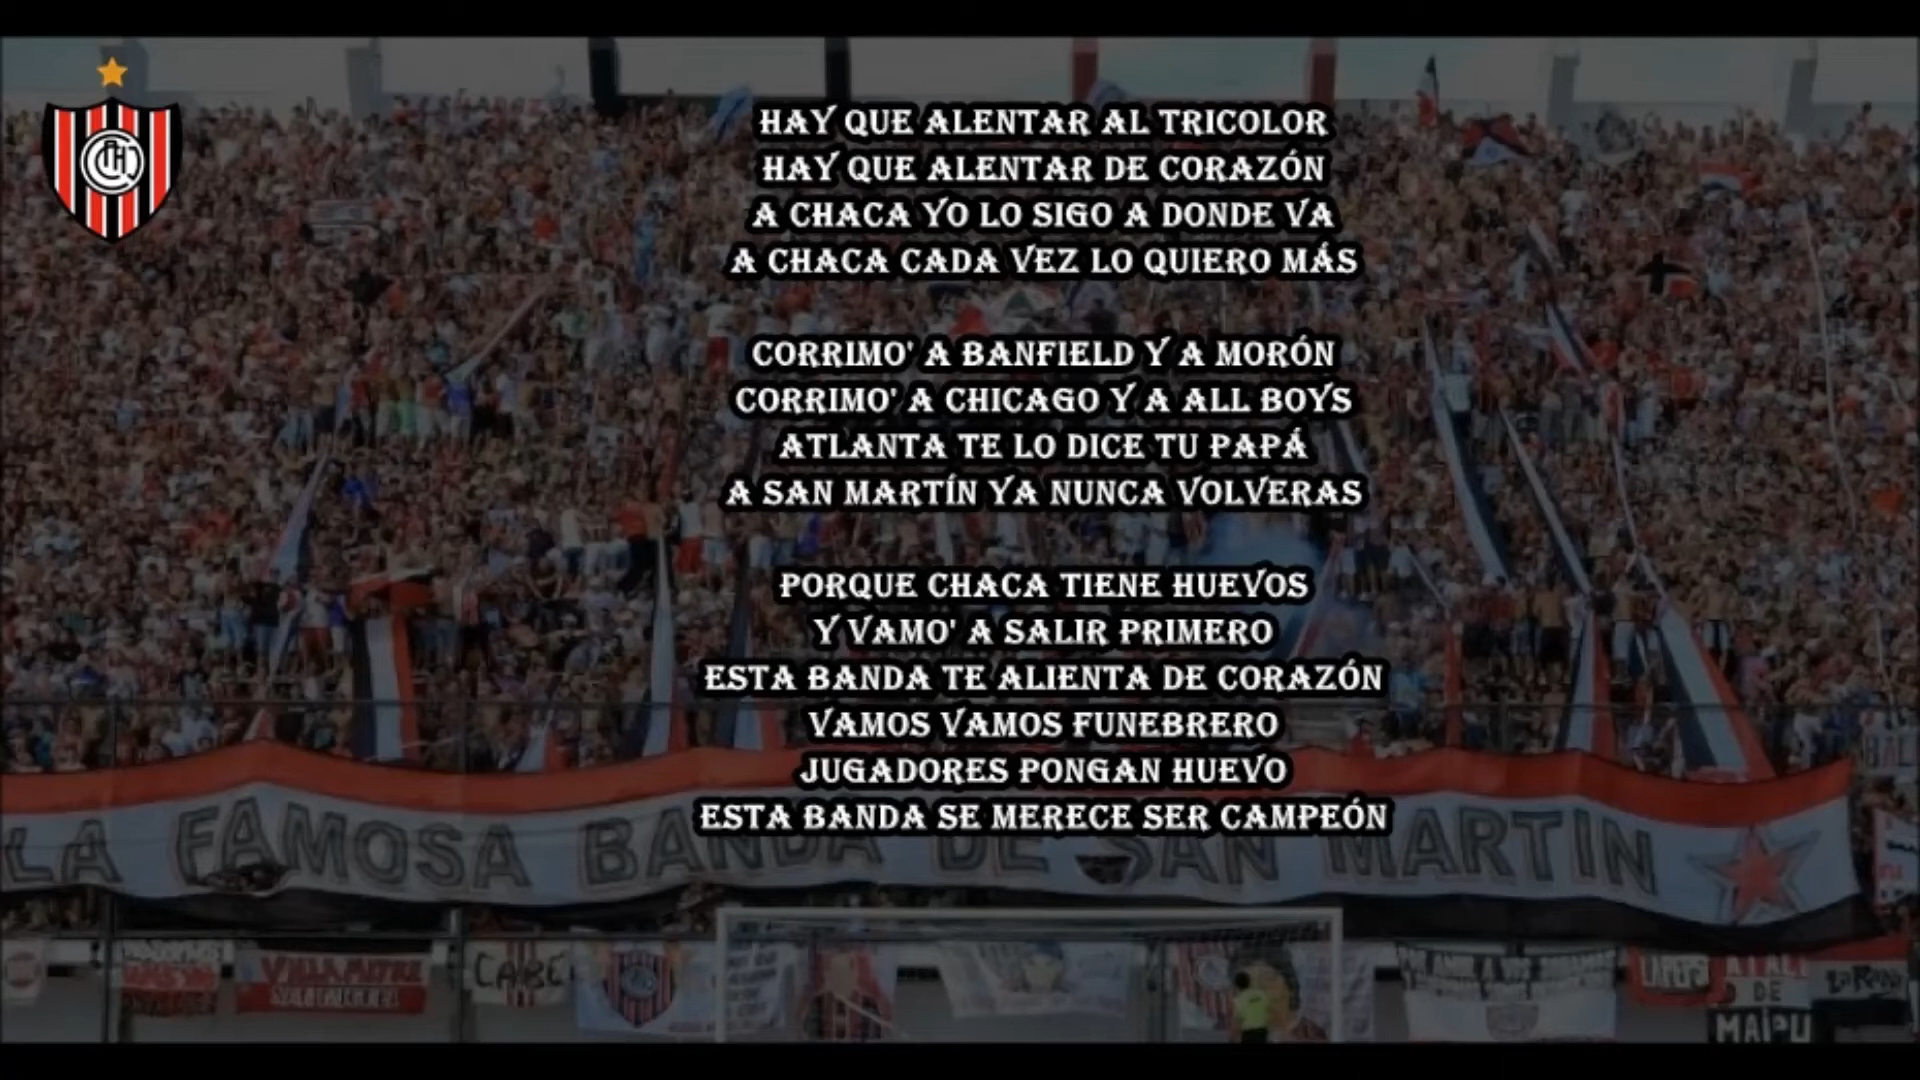 HAY QUE ALENTAR AL TRICOLOR
HAY QUE ALENTAR DE CORAZÓN
A CHACA YO LO SIGO A DONDE VA
A CHACA CADA VEZ LO QUIERO MÁS
CORRIMO' A BANFIELD Y A MORÓN
CORRIMO' A CHICAGO Y A ALL BOYS
ATLANTA TE LO DICE TU PAPÁ
A SAN MARTÍN YA NUNCA VOLVERAS
PORQUE CHACA TIENE HUEVOS
Y VAMO' A SALIR PRIMERO
ESTA BANDA TE ALIENTA DE CORAZÓN
VAMOS VAMOS FUNEBRERO
JUGADORES PONGAN HUEVO
ESTA BANDA SE MERECE SER CAMPEÓN
LA FAMOSA BANDA DE SAN MARTIN
DE
MAIPU